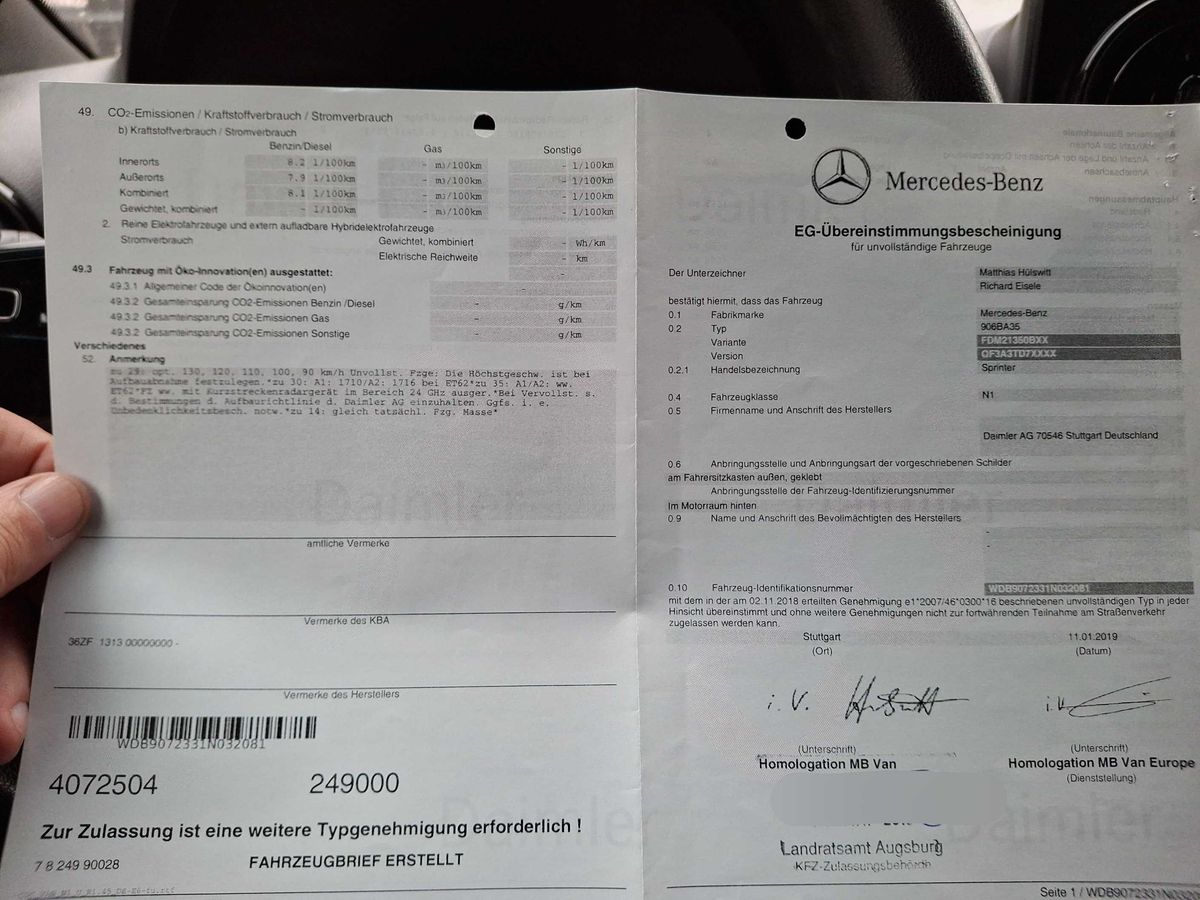 49. CO2-Emissionen / Kraftstoffverbrauch / Stromverbrauch
b) Kraftstoffverbrauch / Stromverbrauch
Benzin/Diesel Gas Sonstige
Innerorts 8.2 l/100km - m3/100km - l/100km
Außerorts 7.9 l/100km - m3/100km - l/100km
Kombiniert 8.1 l/100km - m3/100km - l/100km
Gewichtet, kombiniert - l/100km - m3/100km - l/100km
2. Reine Elektrofahrzeuge und extern aufladbare Hybridelektrofahrzeuge
Stromverbrauch Gewichtet, kombiniert - Wh/km
Elektrische Reichweite - km
49.3 Fahrzeug mit Öko-Innovation(en) ausgestattet: -
49.3.1 Allgemeiner Code der Ökoinnovation(en) -
49.3.2 Gesamteinsparung CO2-Emissionen Benzin /Diesel - g/km
49.3.2 Gesamteinsparung CO2-Emissionen Gas - g/km
49.3.2 Gesamteinsparung CO2-Emissionen Sonstige - g/km
Verschiedenes
52. Anmerkung
zu 29: opt. 130, 120, 110, 100, 90 km/h Unvollst. Fzge: Die Höchstgeschw. ist bei
Aufbauabnahme festzulegen.*zu 30: A1: 1710/A2: 1716 bei ET62*zu 35: A1/A2: ww.
ET62*FZ ww. mit Kurzstreckenradargerät im Bereich 24 GHz ausger.*Bei Vervollst. s.
d. Bestimmungen d. Aufbaurichtlinie d. Daimler AG einzuhalten. Ggfs. i. e.
Unbedenklichkeitsbesch. notw.*zu 14: gleich tatsächl. Fzg. Masse*
amtliche Vermerke
Vermerke des KBA
36ZF 1313 00000000 -
Vermerke des Herstellers
WDB9072331N032081
4072504 249000
Zur Zulassung ist eine weitere Typgenehmigung erforderlich !
7 8 249 90028 FAHRZEUGBRIEF ERSTELLT
Mercedes-Benz
EG-Übereinstimmungsbescheinigung
für unvollständige Fahrzeuge
Der Unterzeichner Matthias Hülswitt
Richard Eisele
bestätigt hiermit, dass das Fahrzeug
0.1 Fabrikmarke Mercedes-Benz
0.2 Typ 906BA35
Variante FDM21350BXX
Version QF3A3TD7XXXX
0.2.1 Handelsbezeichnung Sprinter
0.4 Fahrzeugklasse N1
0.5 Firmenname und Anschrift des Herstellers
Daimler AG 70546 Stuttgart Deutschland
0.6 Anbringungsstelle und Anbringungsart der vorgeschriebenen Schilder
am Fahrersitzkasten außen, geklebt
Anbringungsstelle der Fahrzeug-Identifizierungsnummer
Im Motorraum hinten
0.9 Name und Anschrift des Bevollmächtigten des Herstellers
-
-
0.10 Fahrzeug-Identifikationsnummer WDB9072331N032081
mit dem in der am 02.11.2018 erteilten Genehmigung e1*2007/46*0300*16 beschriebenen unvollständigen Typ in jeder
Hinsicht übereinstimmt und ohne weitere Genehmigungen nicht zur fortwährenden Teilnahme am Straßenverkehr
zugelassen werden kann.
Stuttgart 11.01.2019
(Ort) (Datum)
i. V. i. V.
(Unterschrift) (Unterschrift)
Homologation MB Van Homologation MB Van Europe
(Dienststellung)
Landratsamt Augsburg
KFZ-Zulassungsbehörde
Seite 1 / WDB9072331N0320